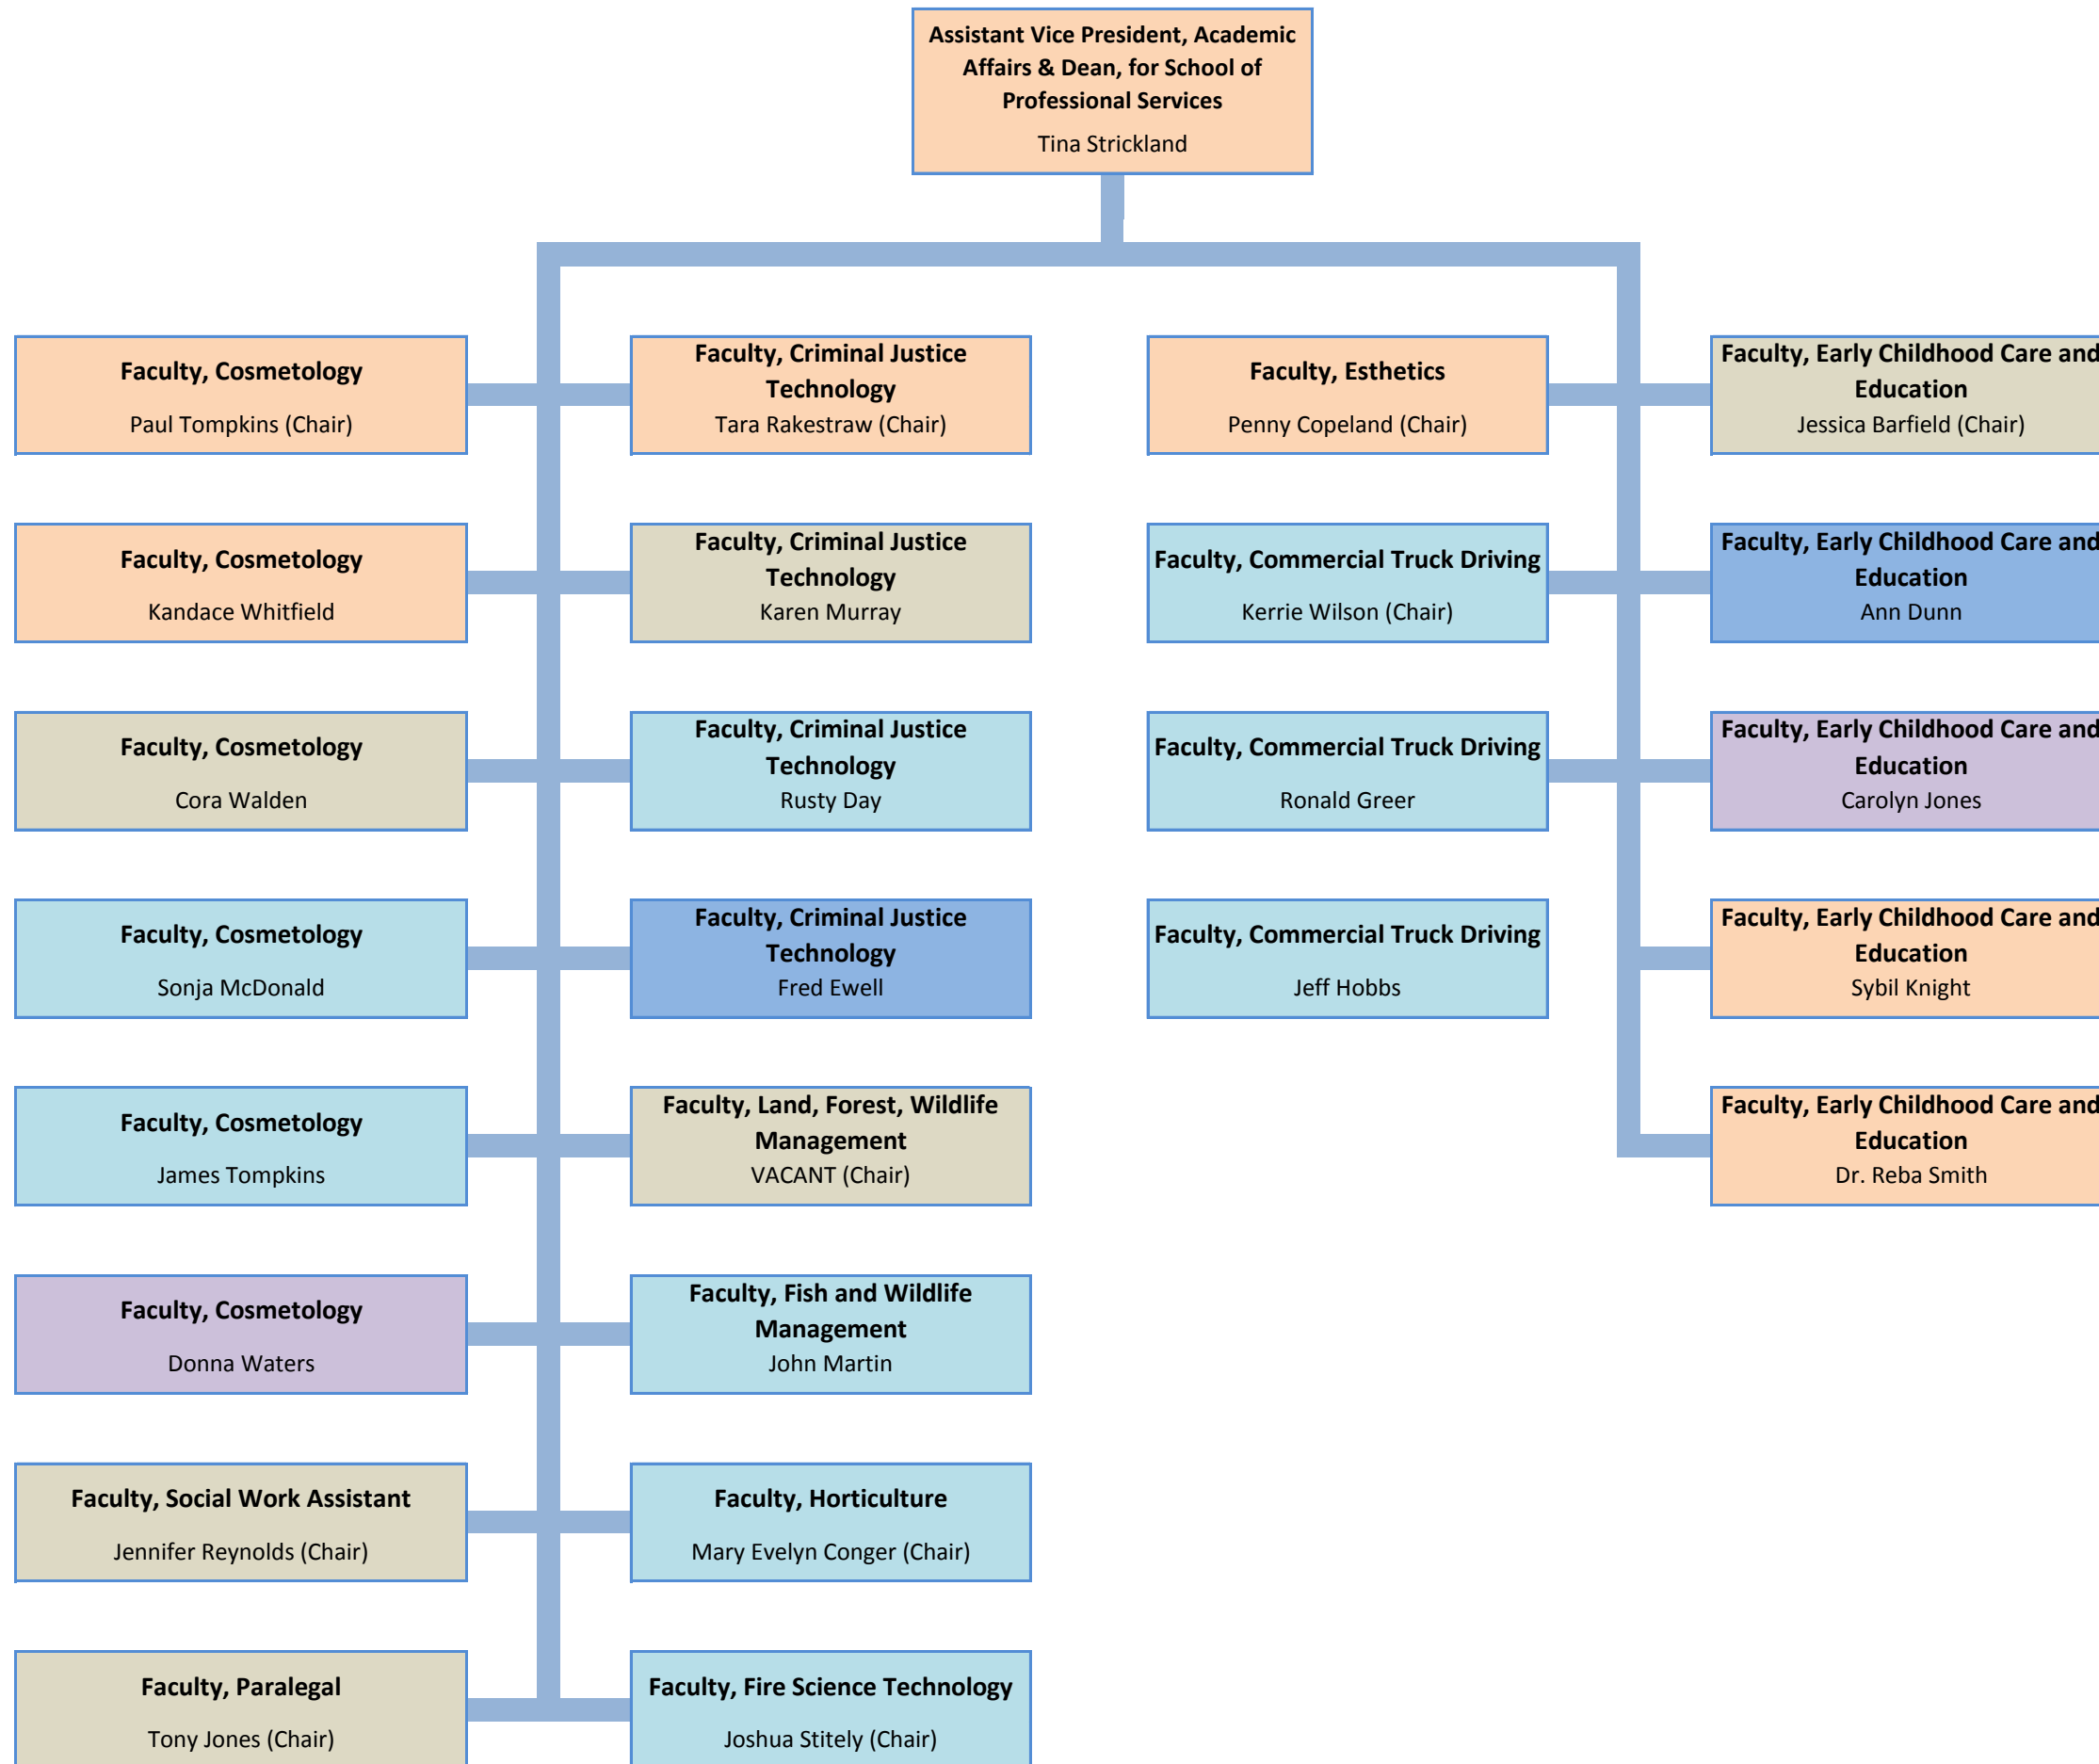 Assistant Vice President, Academic
Affairs & Dean, for School of
Professional Services
Tina Strickland
Faculty, Cosmetology
Paul Tompkins (Chair)
Faculty, Criminal Justice
Technology
Tara Rakestraw (Chair)
Faculty, Esthetics
Penny Copeland (Chair)
Faculty, Early Childhood Care and
Education
Jessica Barfield (Chair)
Faculty, Cosmetology
Kandace Whitfield
Faculty, Criminal Justice
Technology
Karen Murray
Faculty, Commercial Truck Driving
Kerrie Wilson (Chair)
Faculty, Early Childhood Care and
Education
Ann Dunn
Faculty, Cosmetology
Cora Walden
Faculty, Criminal Justice
Technology
Rusty Day
Faculty, Commercial Truck Driving
Ronald Greer
Faculty, Early Childhood Care and
Education
Carolyn Jones
Faculty, Cosmetology
Sonja McDonald
Faculty, Criminal Justice
Technology
Fred Ewell
Faculty, Commercial Truck Driving
Jeff Hobbs
Faculty, Early Childhood Care and
Education
Sybil Knight
Faculty, Cosmetology
James Tompkins
Faculty, Land, Forest, Wildlife
Management
VACANT (Chair)
Faculty, Early Childhood Care and
Education
Dr. Reba Smith
Faculty, Cosmetology
Donna Waters
Faculty, Fish and Wildlife
Management
John Martin
Faculty, Social Work Assistant
Jennifer Reynolds (Chair)
Faculty, Horticulture
Mary Evelyn Conger (Chair)
Faculty, Paralegal
Tony Jones (Chair)
Faculty, Fire Science Technology
Joshua Stitely (Chair)